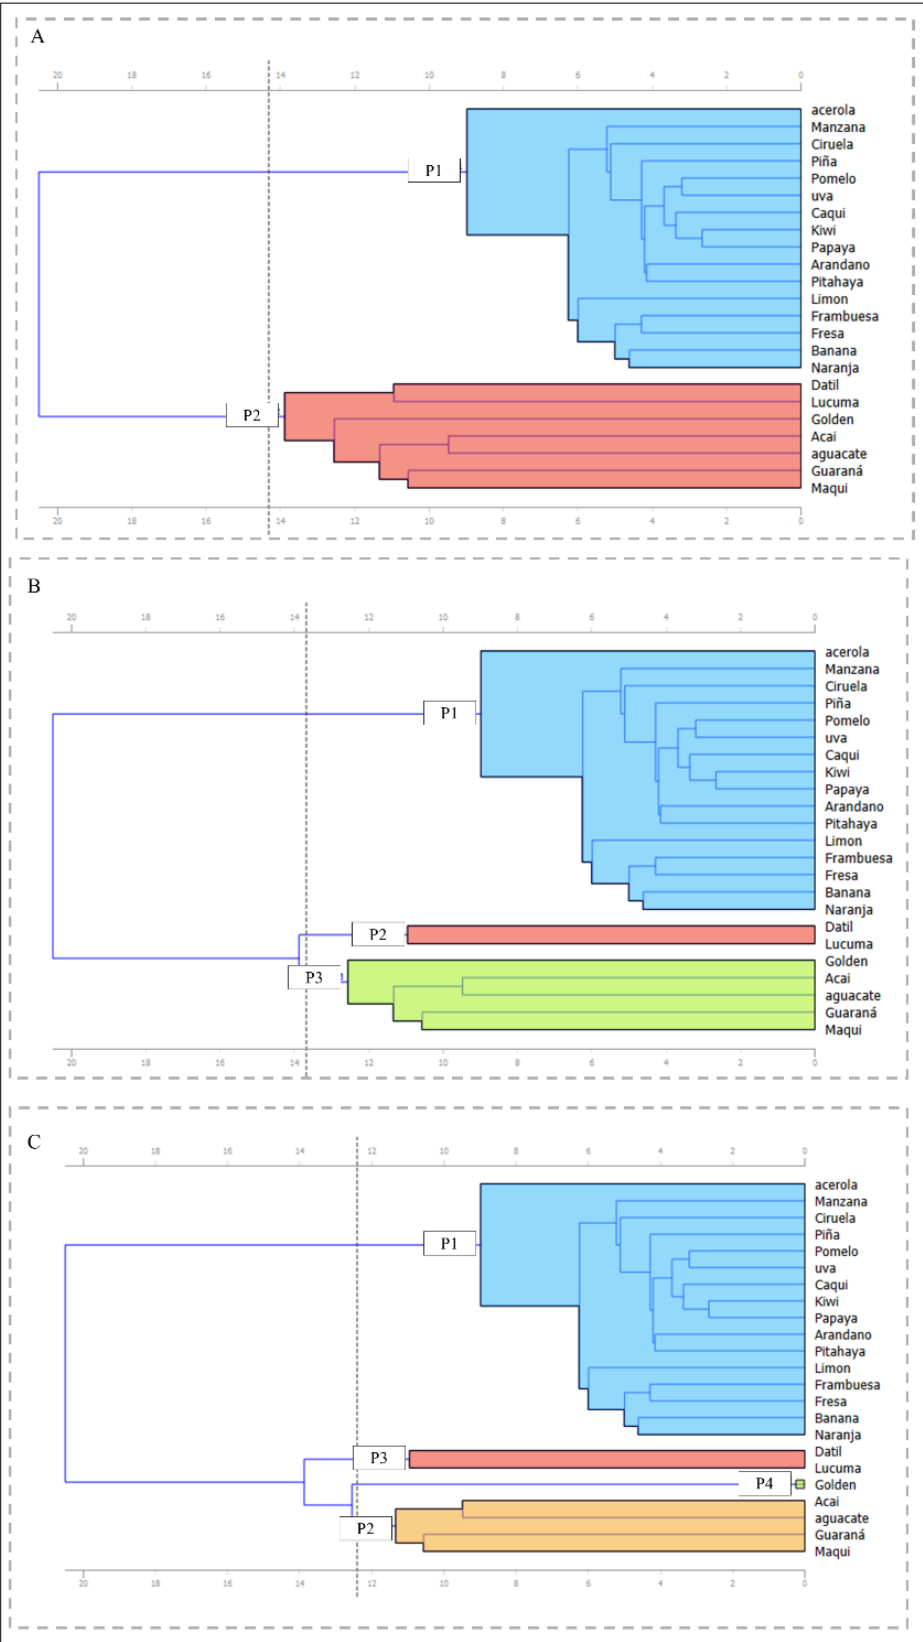 A
20 18 16 14 12 10 8 6 4 2 0
acerola
Manzana
Ciruela
Piña
P1
Pomelo
uva
Caqui
Kiwi
Papaya
Arandano
Pitahaya
Limon
Frambuesa
Fresa
Banana
Naranja
Datil
Lucuma
P2
Golden
Acai
aguacate
Guaraná
Maqui
20 18 16 14 12 10 8 6 4 2 0
B
20 18 16 14 12 10 8 6 4 2 0
acerola
Manzana
Ciruela
Piña
P1
Pomelo
uva
Caqui
Kiwi
Papaya
Arandano
Pitahaya
Limon
Frambuesa
Fresa
Banana
Naranja
Datil
P2
Lucuma
Golden
P3
Acai
aguacate
Guaraná
Maqui
20 18 16 14 12 10 8 6 4 2 0
C
20 18 16 14 12 10 8 6 4 2 0
acerola
Manzana
Ciruela
Piña
P1
Pomelo
uva
Caqui
Kiwi
Papaya
Arandano
Pitahaya
Limon
Frambuesa
Fresa
Banana
Naranja
Datil
P3
Lucuma
P4
Golden
Acai
aguacate
P2
Guaraná
Maqui
20 18 16 14 12 10 8 6 4 2 0